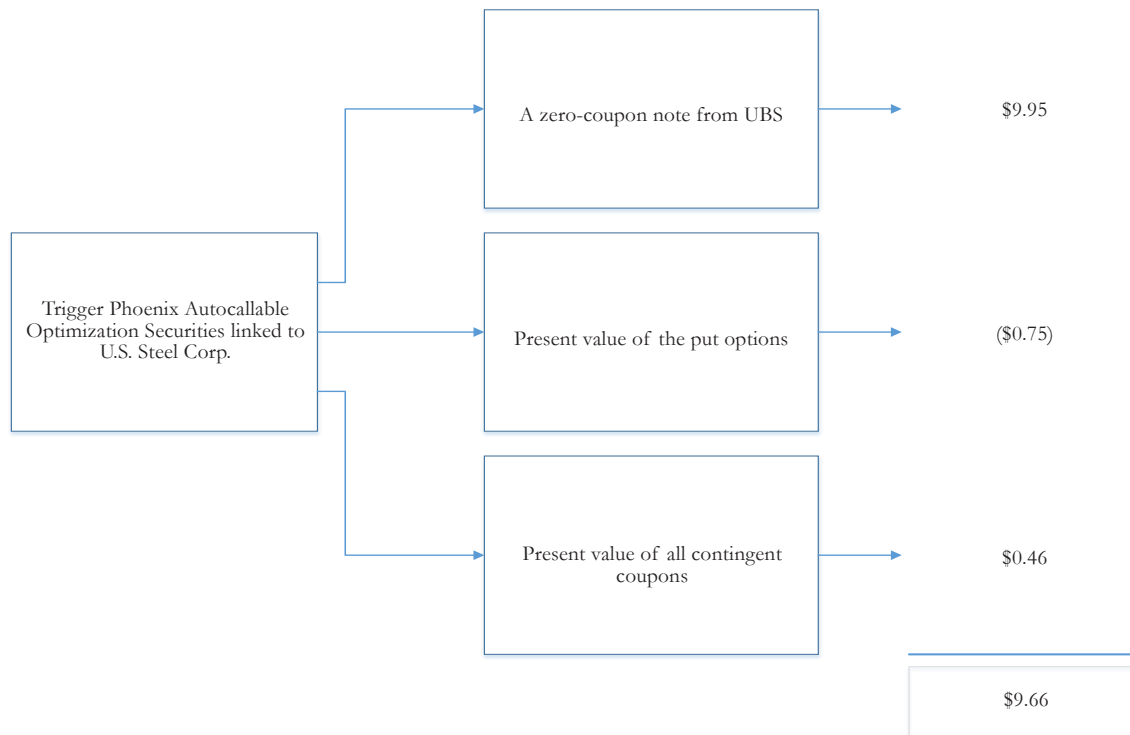 A zero-coupon note from UBS
$9.95
Trigger Phoenix Autocallable
Optimization Securities linked to
U.S. Steel Corp.
Present value of the put options
($0.75)
Present value of all contingent
coupons
$0.46
$9.66